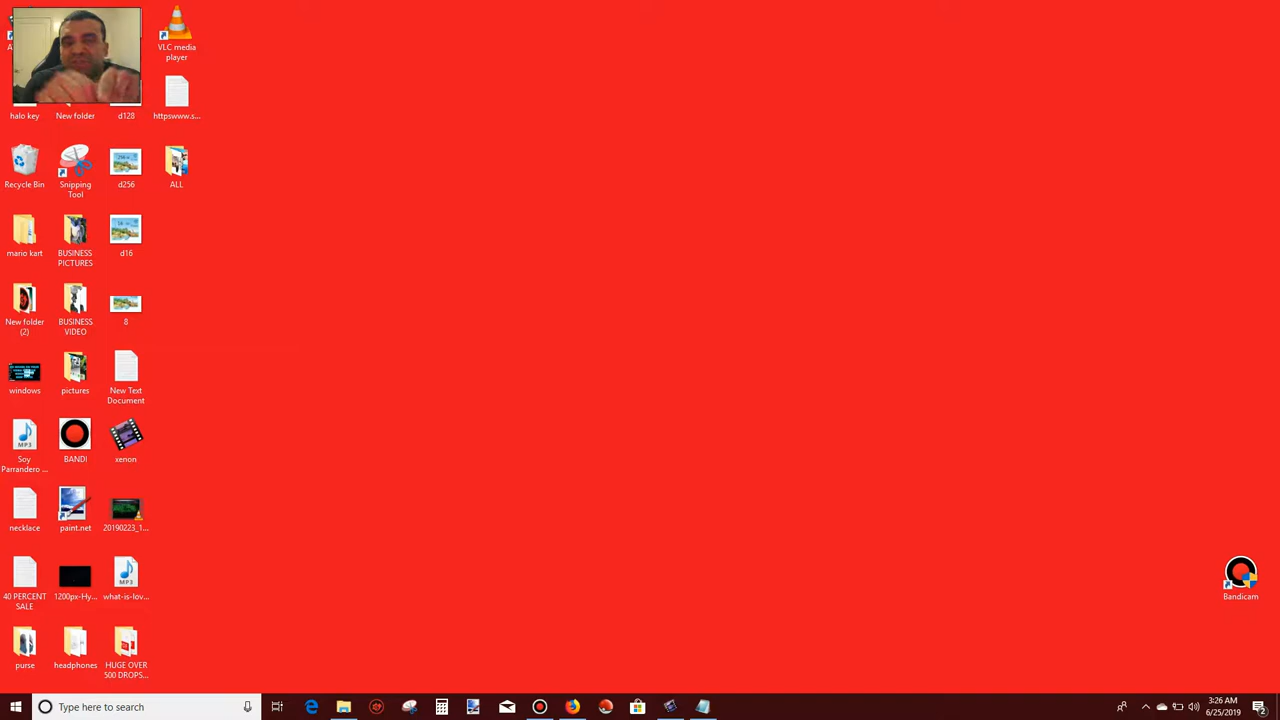 VLC media
player
halo key
New folder
d128
httpswww.s...
Recycle Bin
Snipping
Tool
d256
ALL
mario kart
BUSINESS
PICTURES
d16
New folder
(2)
BUSINESS
VIDEO
8
windows
pictures
New Text
Document
MP3
Soy
Parrandero ...
BANDI
xenon
necklace
paint.net
20190223_1...
40 PERCENT
SALE
1200px-Hy...
MP3
what-is-lov...
purse
headphones
HUGE OVER
500 DROPS...
Bandicam
Type here to search
3:26 AM
6/25/2019
2